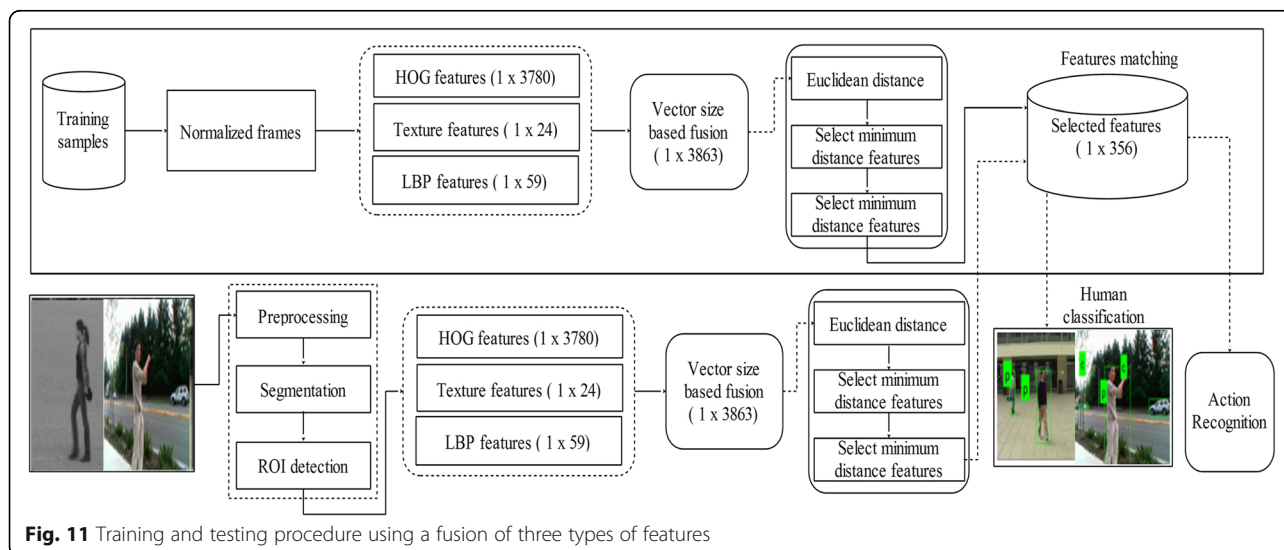 Training
samples
Normalized frames
HOG features (1 x 3780)
Texture features ( 1 x 24)
LBP features ( 1 x 59)
Vector size
based fusion
( 1 x 3863)
Euclidean distance
Select minimum
distance features
Select minimum
distance features
Features matching
Selected features
( 1 x 356)
Preprocessing
Segmentation
ROI detection
HOG features (1 x 3780)
Texture features ( 1 x 24)
LBP features ( 1 x 59)
Vector size
based fusion
( 1 x 3863)
Euclidean distance
Select minimum
distance features
Select minimum
distance features
Human
classification
Action
Recognition
Fig. 11 Training and testing procedure using a fusion of three types of features